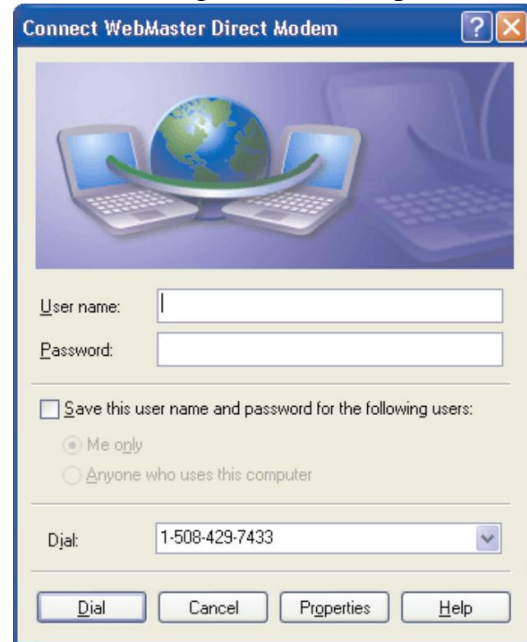 Connect WebMaster Direct Modem
User name:
Password:
Save this user name and password for the following users:
Me only
Anyone who uses this computer
Dial: 1-508-429-7433
Dial Cancel Properties Help